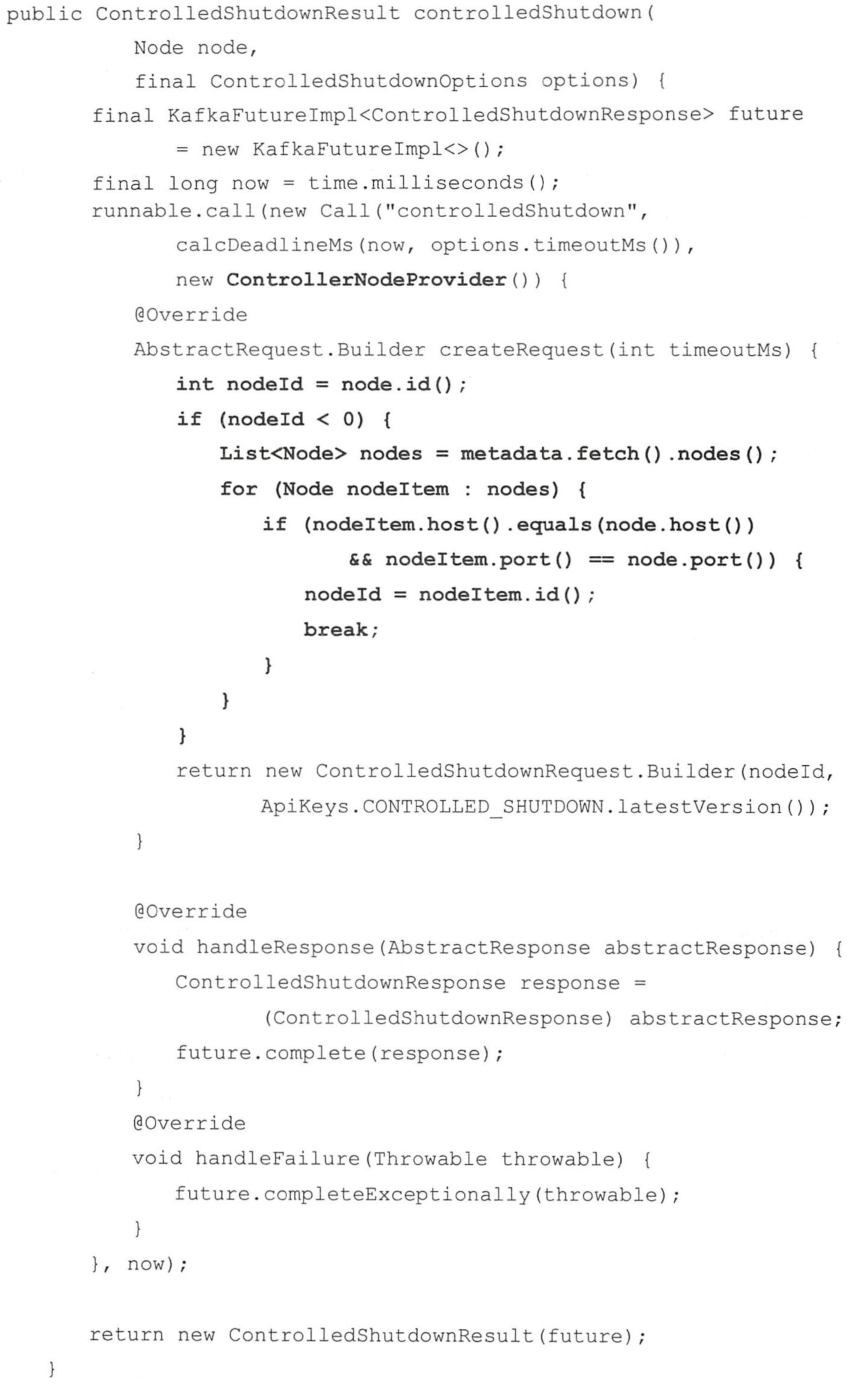 public ControlledShutdownResult controlledShutdown(
Node node,
final ControlledShutdownOptions options) {
final KafkaFutureImpl<ControlledShutdownResponse> future
= new KafkaFutureImpl<>();
final long now = time.milliseconds();
runnable.call(new Call("controlledShutdown",
calcDeadlineMs(now, options.timeoutMs()),
new ControllerNodeProvider()) {
@Override
AbstractRequest.Builder createRequest(int timeoutMs) {
int nodeId = node.id();
if (nodeId < 0) {
List<Node> nodes = metadata.fetch().nodes();
for (Node nodeItem : nodes) {
if (nodeItem.host().equals(node.host())
&& nodeItem.port() == node.port()) {
nodeId = nodeItem.id();
break;
}
}
}
return new ControlledShutdownRequest.Builder(nodeId,
ApiKeys.CONTROLLED_SHUTDOWN.latestVersion());
}
@Override
void handleResponse(AbstractResponse abstractResponse) {
ControlledShutdownResponse response =
(ControlledShutdownResponse) abstractResponse;
future.complete(response);
}
@Override
void handleFailure(Throwable throwable) {
future.completeExceptionally(throwable);
}
}, now);
return new ControlledShutdownResult(future);
}